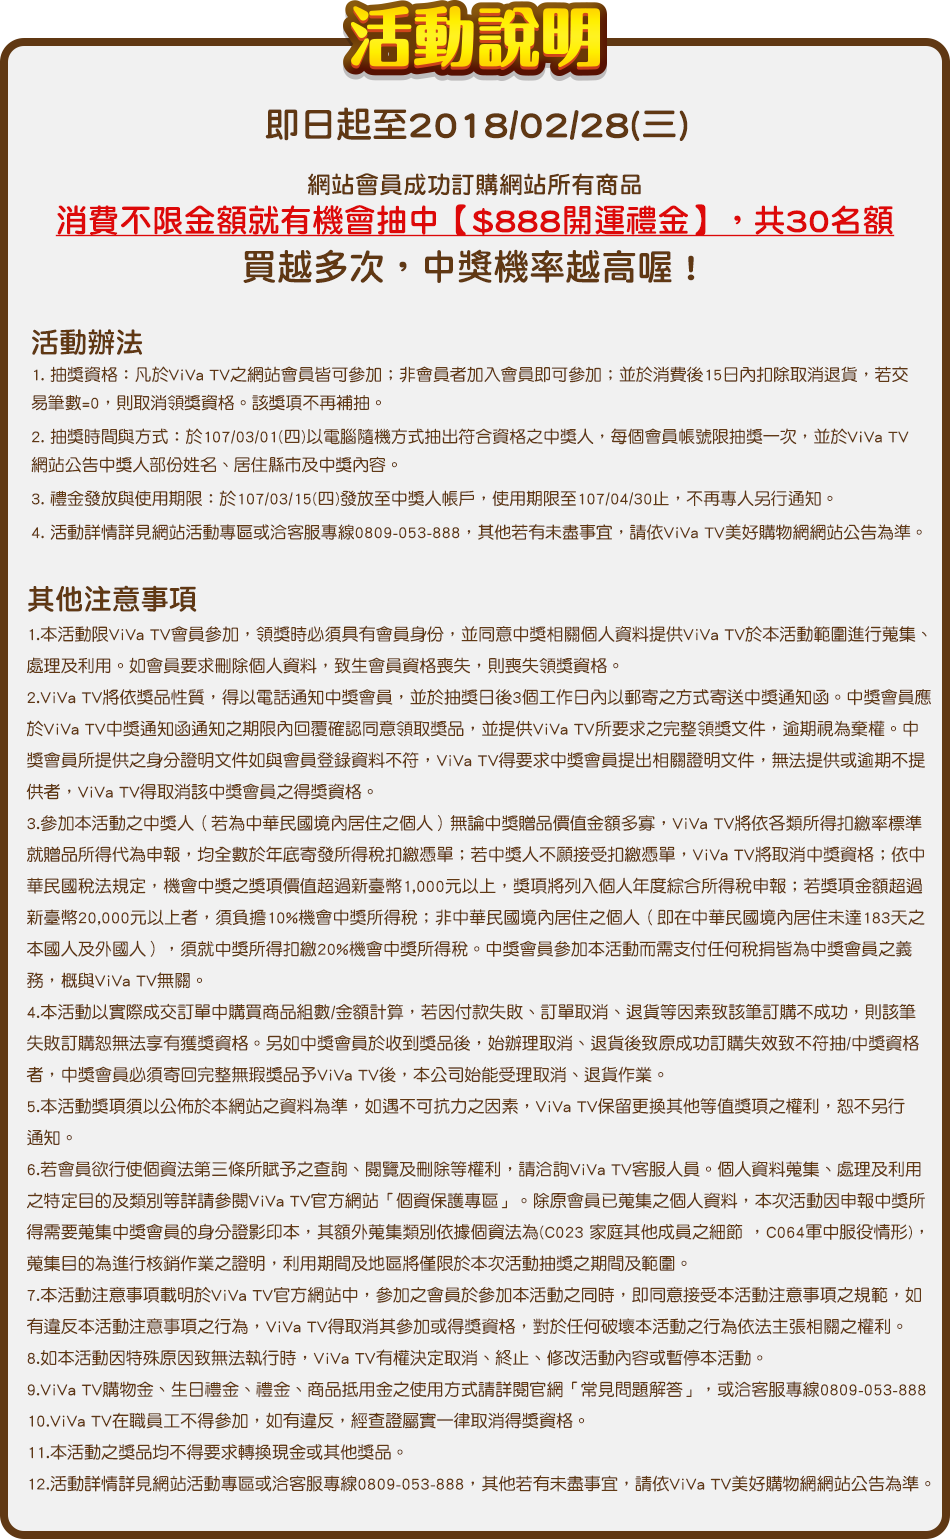 活動說明
即日起至2018/02/28(三)
網站會員成功訂購網站所有商品
消費不限金額就有機會抽中【$888開運禮金】，共30名額
買越多次，中獎機率越高喔！
活動辦法
1. 抽獎資格：凡於ViVa TV之網站會員皆可參加；非會員者加入會員即可參加；並於消費後15日內扣除取消退貨，若交
易筆數=0，則取消領獎資格。該獎項不再補抽。
2. 抽獎時間與方式：於107/03/01(四)以電腦隨機方式抽出符合資格之中獎人，每個會員帳號限抽獎一次，並於ViVa TV
網站公告中獎人部份姓名、居住縣市及中獎內容。
3. 禮金發放與使用期限：於107/03/15(四)發放至中獎人帳戶，使用期限至107/04/30止，不再專人另行通知。
4. 活動詳情詳見網站活動專區或洽客服專線0809-053-888，其他若有未盡事宜，請依ViVa TV美好購物網網站公告為準。
其他注意事項
1.本活動限ViVa TV會員參加，領獎時必須具有會員身份，並同意中獎相關個人資料提供ViVa TV於本活動範圍進行蒐集、
處理及利用。如會員要求刪除個人資料，致生會員資格喪失，則喪失領獎資格。
2.ViVa TV將依獎品性質，得以電話通知中獎會員，並於抽獎日後3個工作日內以郵寄之方式寄送中獎通知函。中獎會員應
於ViVa TV中獎通知函通知之期限內回覆確認同意領取獎品，並提供ViVa TV所要求之完整領獎文件，逾期視為棄權。中
獎會員所提供之身分證明文件如與會員登錄資料不符，ViVa TV得要求中獎會員提出相關證明文件，無法提供或逾期不提
供者，ViVa TV得取消該中獎會員之得獎資格。
3.參加本活動之中獎人（若為中華民國境內居住之個人）無論中獎贈品價值金額多寡，ViVa TV將依各類所得扣繳率標準
就贈品所得代為申報，均全數於年底寄發所得稅扣繳憑單；若中獎人不願接受扣繳憑單，ViVa TV將取消中獎資格；依中
華民國稅法規定，機會中獎之獎項價值超過新臺幣1,000元以上，獎項將列入個人年度綜合所得稅申報；若獎項金額超過
新臺幣20,000元以上者，須負擔10%機會中獎所得稅；非中華民國境內居住之個人（即在中華民國境內居住未達183天之
本國人及外國人），須就中獎所得扣繳20%機會中獎所得稅。中獎會員參加本活動而需支付任何稅捐皆為中獎會員之義
務，概與ViVa TV無關。
4.本活動以實際成交訂單中購買商品組數/金額計算，若因付款失敗、訂單取消、退貨等因素致該筆訂購不成功，則該筆
失敗訂購恕無法享有獲獎資格。另如中獎會員於收到獎品後，始辦理取消、退貨後致原成功訂購失效致不符抽/中獎資格
者，中獎會員必須寄回完整無瑕獎品予ViVa TV後，本公司始能受理取消、退貨作業。
5.本活動獎項須以公佈於本網站之資料為準，如遇不可抗力之因素，ViVa TV保留更換其他等值獎項之權利，恕不另行
通知。
6.若會員欲行使個資法第三條所賦予之查詢、閱覽及刪除等權利，請洽詢ViVa TV客服人員。個人資料蒐集、處理及利用
之特定目的及類別等詳請參閱ViVa TV官方網站「個資保護專區」。除原會員已蒐集之個人資料，本次活動因申報中獎所
得需要蒐集中獎會員的身分證影印本，其額外蒐集類別依據個資法為(C023 家庭其他成員之細節 ，C064軍中服役情形)，
蒐集目的為進行核銷作業之證明，利用期間及地區將僅限於本次活動抽獎之期間及範圍。
7.本活動注意事項載明於ViVa TV官方網站中，參加之會員於參加本活動之同時，即同意接受本活動注意事項之規範，如
有違反本活動注意事項之行為，ViVa TV得取消其參加或得獎資格，對於任何破壞本活動之行為依法主張相關之權利。
8.如本活動因特殊原因致無法執行時，ViVa TV有權決定取消、終止、修改活動內容或暫停本活動。
9.ViVa TV購物金、生日禮金、禮金、商品抵用金之使用方式請詳閱官網「常見問題解答」，或洽客服專線0809-053-888
10.ViVa TV在職員工不得參加，如有違反，經查證屬實一律取消得獎資格。
11.本活動之獎品均不得要求轉換現金或其他獎品。
12.活動詳情詳見網站活動專區或洽客服專線0809-053-888，其他若有未盡事宜，請依ViVa TV美好購物網網站公告為準。